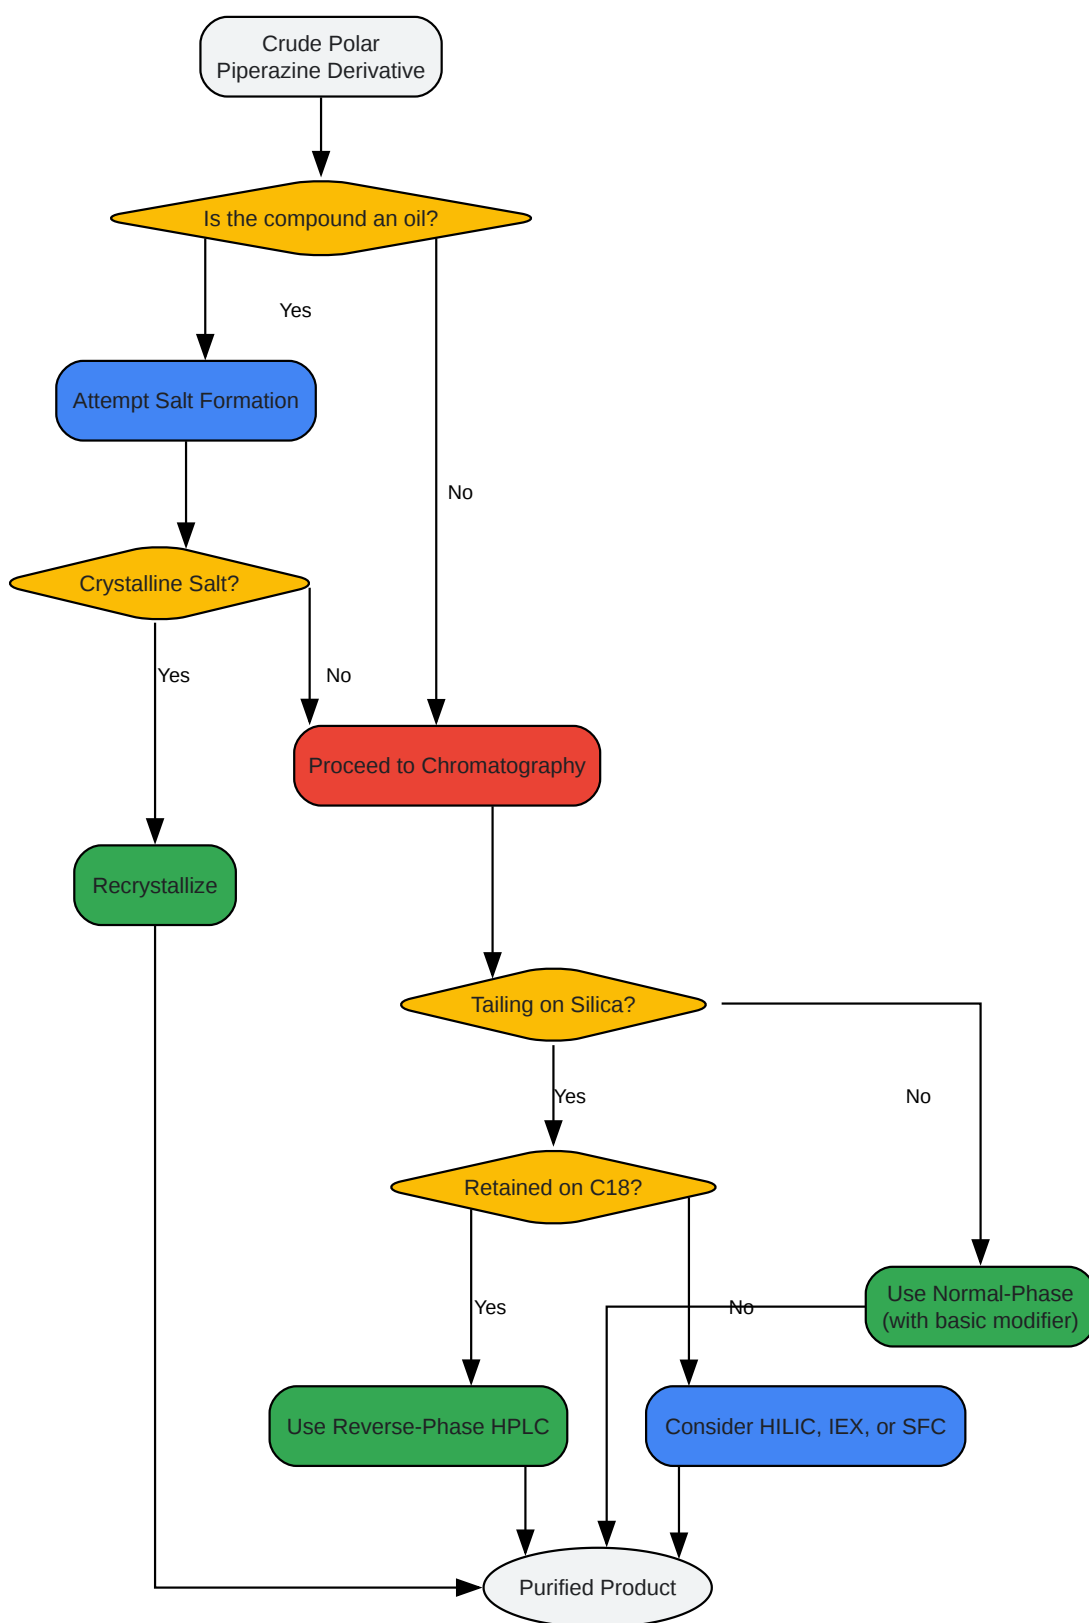 Crude Polar
Piperazine Derivative
Is the compound an oil?
Yes
Attempt Salt Formation
No
Crystalline Salt?
Yes
No
Proceed to Chromatography
Recrystallize
Tailing on Silica?
Yes
No
Retained on C18?
Use Normal-Phase
(with basic modifier)
Yes
No
Use Reverse-Phase HPLC
Consider HILIC, IEX, or SFC
Purified Product